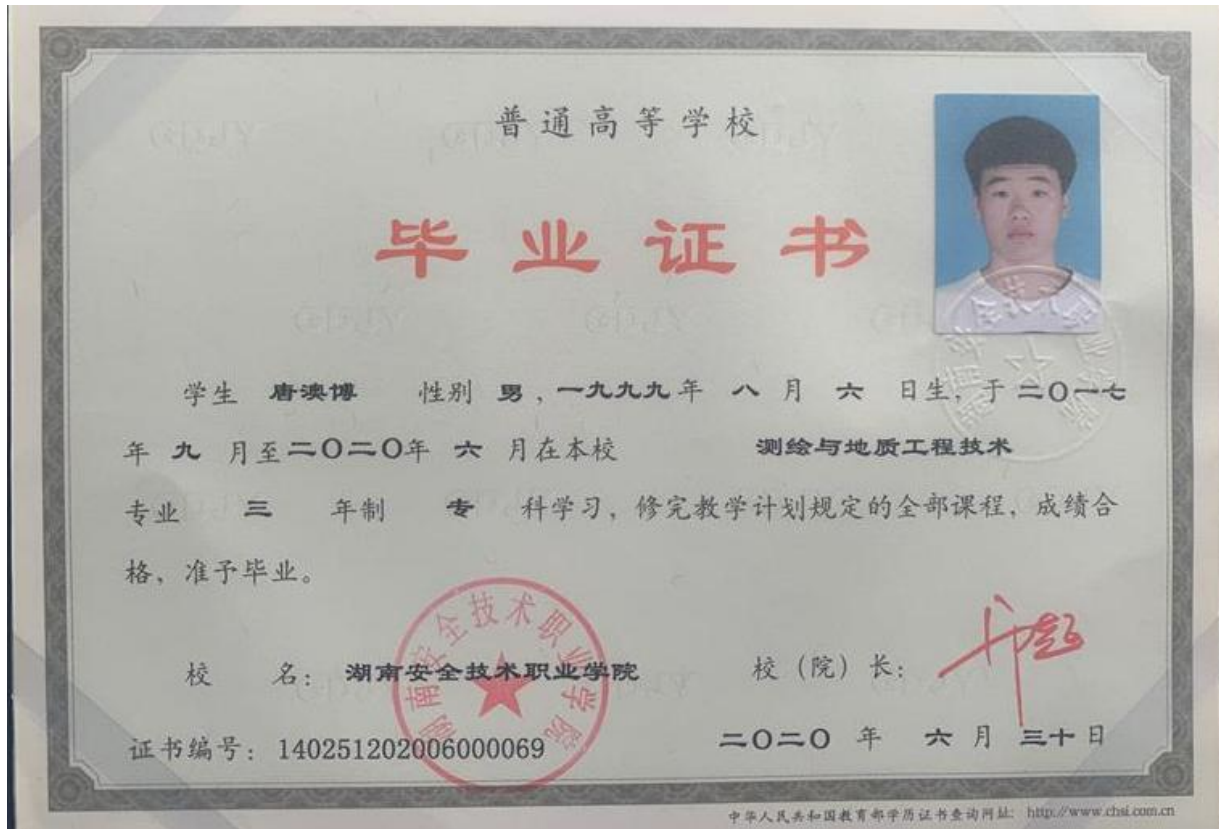 普通高等学校
毕业证书
学生 唐澳博 性别 男，一九九九年 八 月 六 日生，于 二〇一七
年 九 月至二〇二〇年 六 月在本校 测绘与地质工程技术
专业 三 年制 专 科学习，修完教学计划规定的全部课程，成绩合
格，准予毕业。
校 名：湖南安全技术职业学院
湖南安全技术职业学院
校（院）长：
证书编号：140251202006000069
二〇二〇 年 六 月 三十 日
中华人民共和国教育部学历证书查询网址：http://www.chsi.com.cn